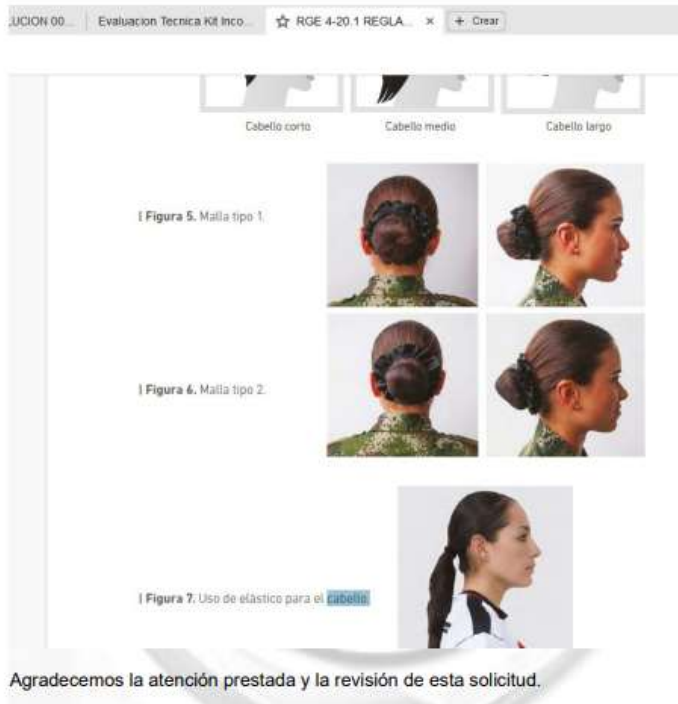 LUCION 00...
Evaluacion Tecnica Kit Inco...
RGE 4-20.1 REGLA...
× + Crear
Cabello corto
Cabello medio
Cabello largo
| Figura 5. Malla tipo 1.
| Figura 6. Malla tipo 2.
| Figura 7. Uso de elástico para el cabello.
Agradecemos la atención prestada y la revisión de esta solicitud.